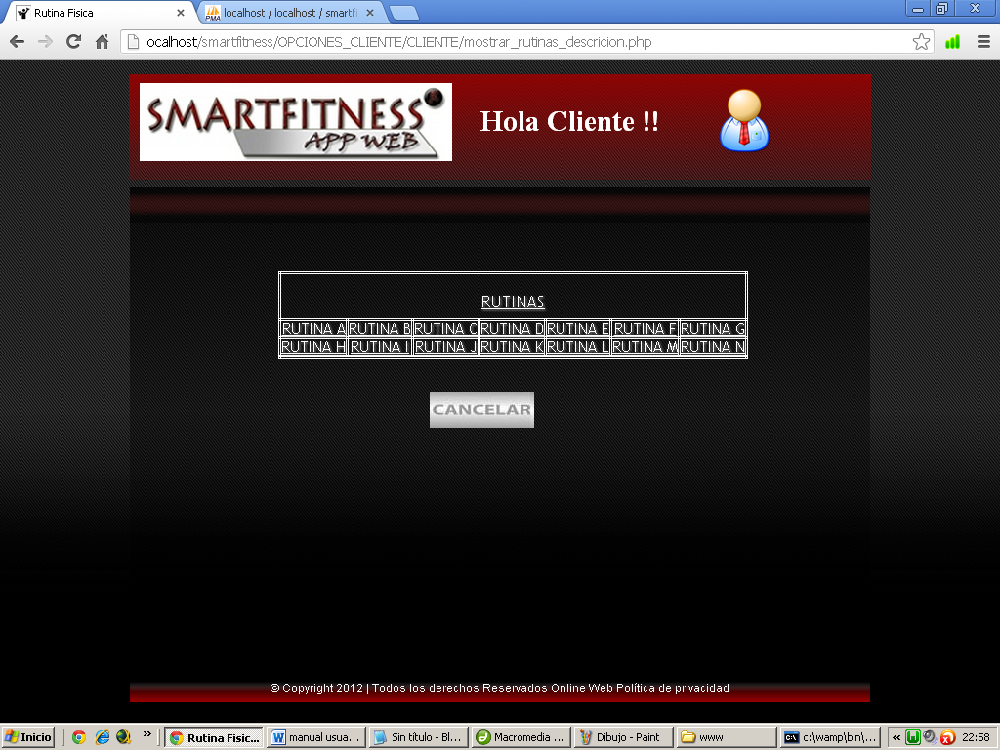 Rutina Fisica
localhost / localhost / smartfi
localhost/smartfitness/OPCIONES_CLIENTE/CLIENTE/mostrar_rutinas_descricion.php
SMARTFITNESS
APP WEB
Hola Cliente !!
RUTINAS
RUTINA A RUTINA B RUTINA C RUTINA D RUTINA E RUTINA F RUTINA G
RUTINA H RUTINA I RUTINA J RUTINA K RUTINA L RUTINA M RUTINA N
CANCELAR
© Copyright 2012 | Todos los derechos Reservados Online Web Política de privacidad
Inicio » Rutina Fisic... manual usua... Sin título - Bl... Macromedia ... Dibujo - Paint www c:\wamp\bin\... « 22:58